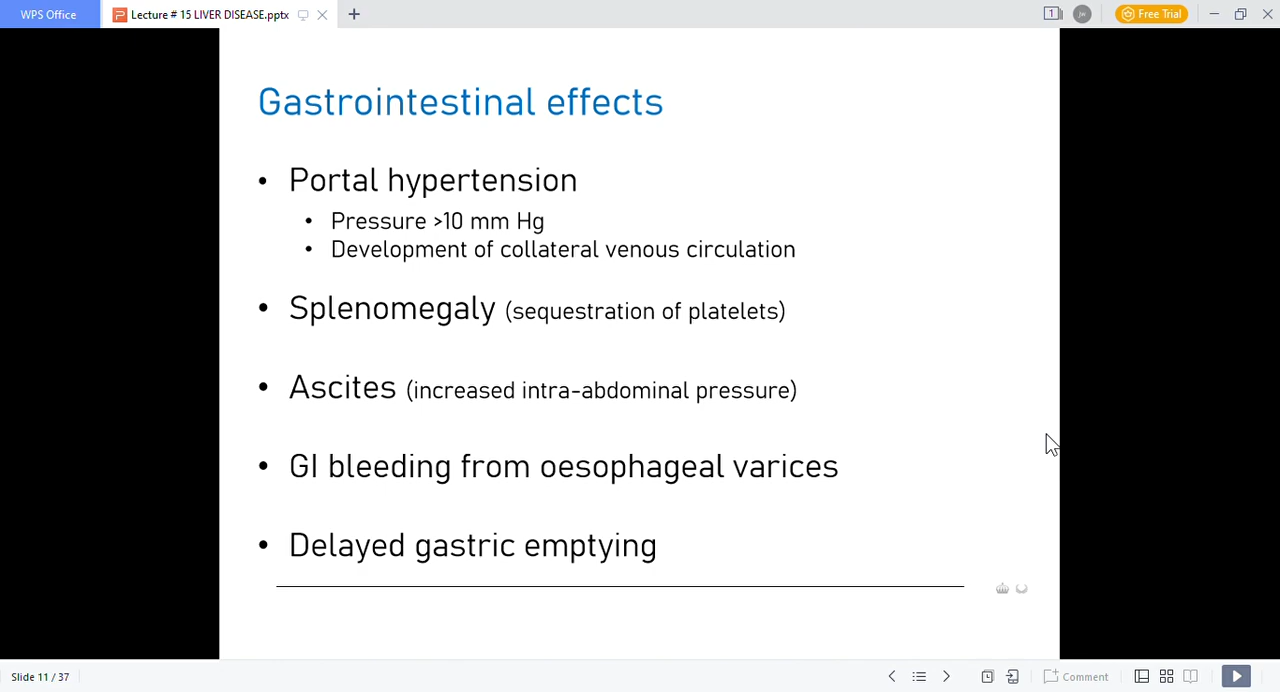 WPS Office
Lecture # 15 LIVER DISEASE.pptx
1
jw
Free Trial
Gastrointestinal effects
• Portal hypertension
• Pressure >10 mm Hg
• Development of collateral venous circulation
• Splenomegaly (sequestration of platelets)
• Ascites (increased intra-abdominal pressure)
• GI bleeding from oesophageal varices
• Delayed gastric emptying
Slide 11 / 37
Comment